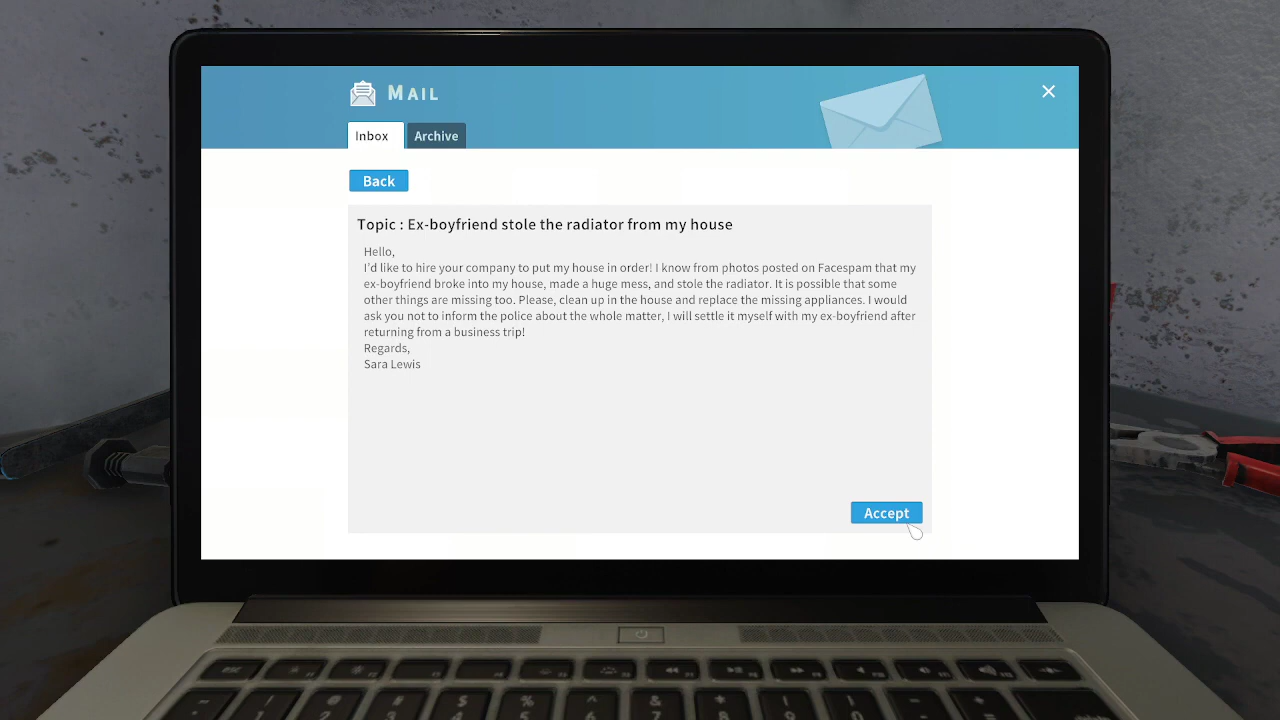 MAIL
Inbox
Archive
Back
Topic : Ex-boyfriend stole the radiator from my house
Hello,
I'd like to hire your company to put my house in order! I know from photos posted on Facespam that my
ex-boyfriend broke into my house, made a huge mess, and stole the radiator. It is possible that some
other things are missing too. Please, clean up in the house and replace the missing appliances. I would
ask you not to inform the police about the whole matter, I will settle it myself with my ex-boyfriend after
returning from a business trip!
Regards,
Sara Lewis
Accept